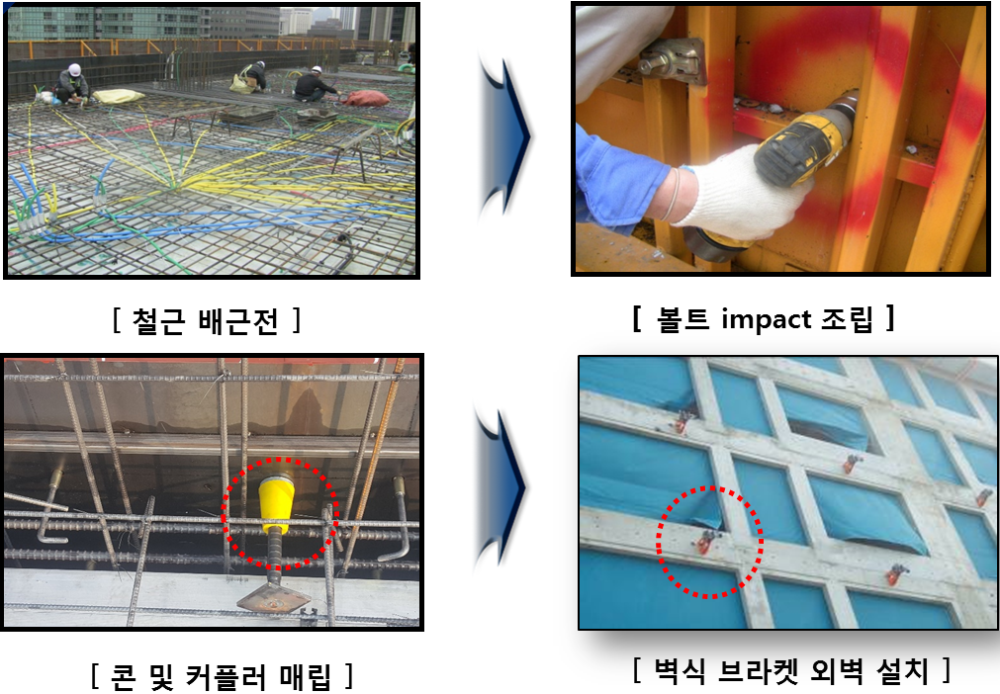 [ 철근 배근전 ]
[ 볼트 impact 조립 ]
[ 콘 및 커플러 매립 ]
[ 벽식 브라켓 외벽 설치 ]